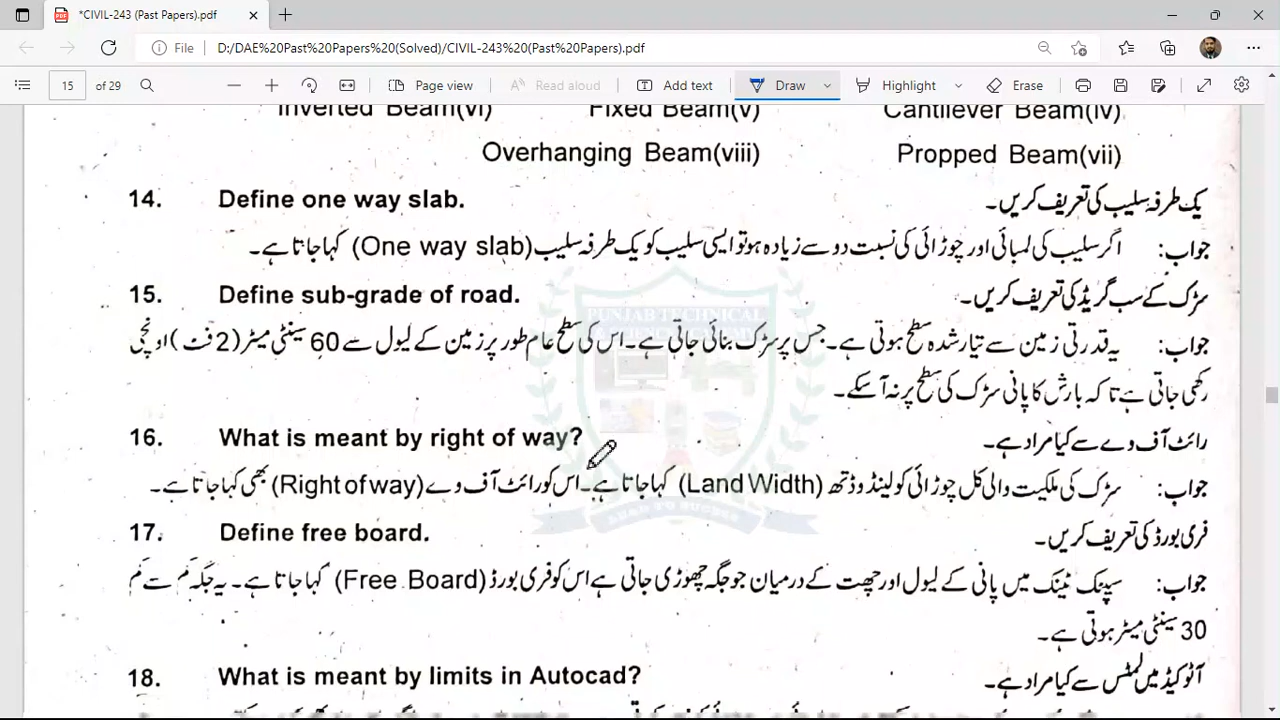 *CIVIL-243 (Past Papers).pdf
File D:/DAE%20Past%20Papers%20(Solved)/CIVIL-243%20(Past%20Papers).pdf
15 of 29 Page view Read aloud Add text Draw Highlight Erase
Inverted Beam(vi) Fixed Beam(v) Cantilever Beam(iv)
Overhanging Beam(viii) Propped Beam(vii)
14. Define one way slab. یک طرفہ سلیب کی تعریف کریں۔
جواب: اگر سلیب کی لمبائی اور چوڑائی کی نسبت دو سے زیادہ ہو تو ایسی سلیب کو یک طرفہ سلیب (One way slab) کہا جاتا ہے۔
15. Define sub-grade of road. سڑک کے سب گریڈ کی تعریف کریں۔
PUNJAB TECHNICAL
جواب: یہ قدرتی زمین سے تیار شدہ سطح ہوتی ہے۔ جس پر سڑک بنائی جاتی ہے۔ اس کی سطح عام طور پر زمین کے لیول سے 60 سینٹی میٹر (2 فٹ) اونچی
رکھی جاتی ہے تا کہ بارش کا پانی سڑک کی سطح پر نہ آ سکے۔
16. What is meant by right of way? رائٹ آف وے سے کیا مراد ہے۔
جواب: سڑک کی ملکیت والی کل چوڑائی کو لینڈ وڈتھ (Land Width) کہا جاتا ہے۔ اس کو رائٹ آف وے (Right of way) بھی کہا جاتا ہے۔
17. Define free board. فری بورڈ کی تعریف کریں۔
جواب: سپٹک ٹینک میں پانی کے لیول اور چھت کے درمیان جو جگہ چھوڑی جاتی ہے اس کو فری بورڈ (Free Board) کہا جاتا ہے۔ یہ جگہ کم سے کم
30 سینٹی میٹر ہوتی ہے۔
18. What is meant by limits in Autocad? آٹو کیڈ میں لمٹس سے کیا مراد ہے۔